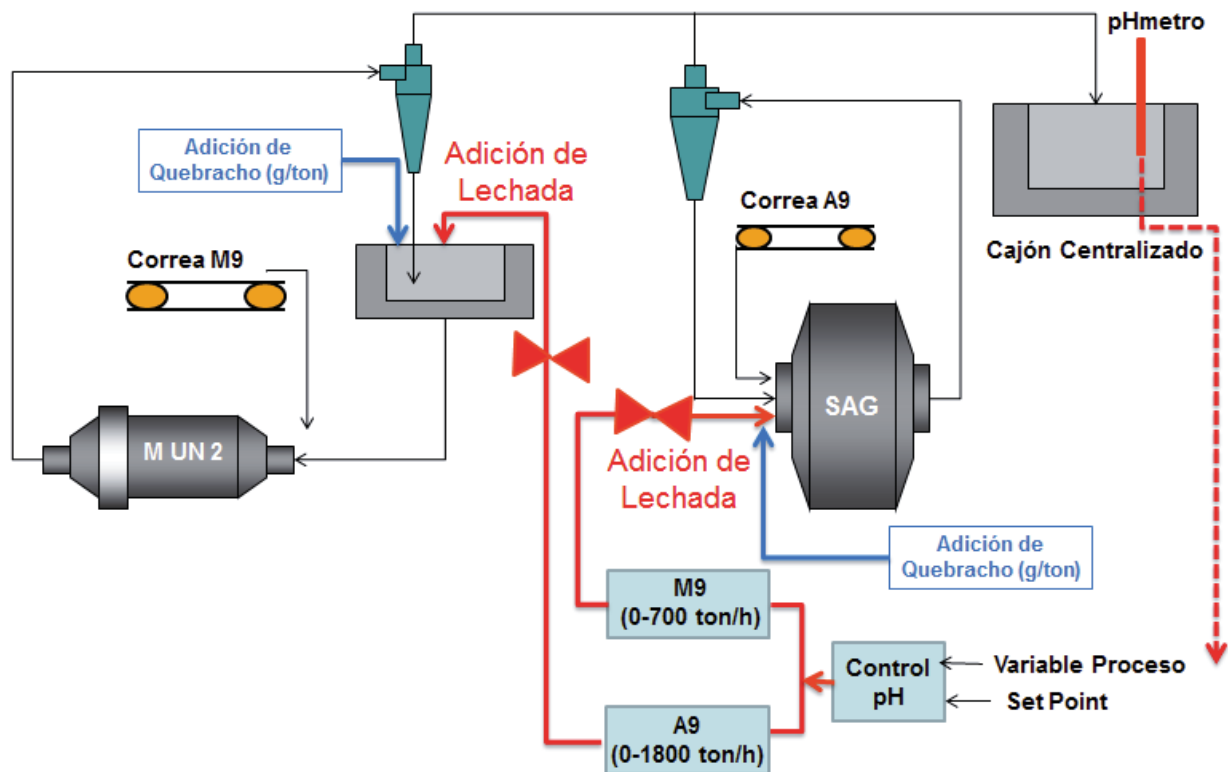 pHmetro
Adición de
Quebracho (g/ton)
Adición de
Lechada
Correa A9
Cajón Centralizado
Correa M9
SAG
M UN 2
Adición de
Lechada
Adición de
Quebracho (g/ton)
M9
(0-700 ton/h)
Control
pH
Variable Proceso
Set Point
A9
(0-1800 ton/h)